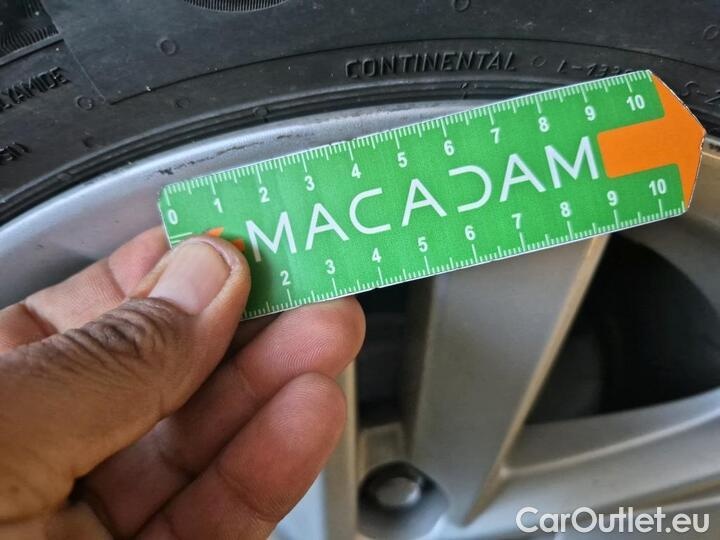 CONTINENTAL
0 1 2 3 4 5 6 7 8 9 10
MACADAM
2 3 4 5 6 7 8 9 10
CarOutlet.eu